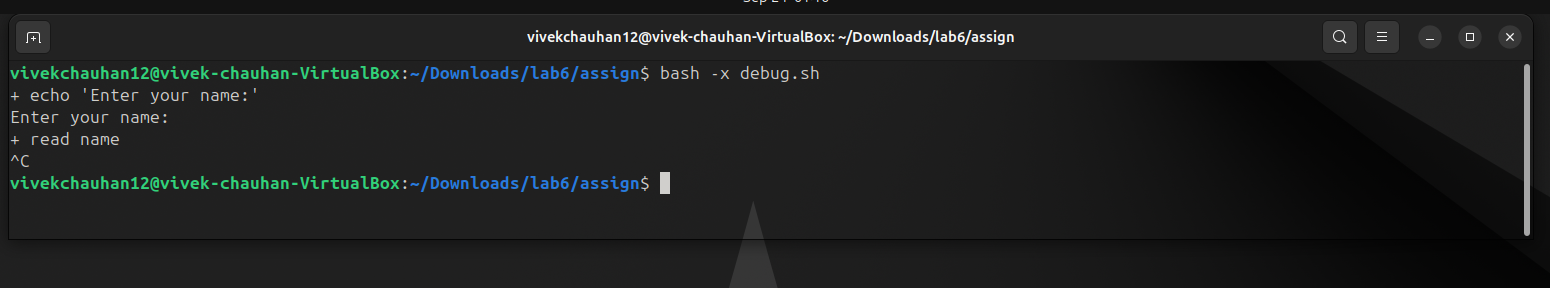 vivekchauhan12@vivek-chauhan-VirtualBox: ~/Downloads/lab6/assign
vivekchauhan12@vivek-chauhan-VirtualBox:~/Downloads/lab6/assign$ bash -x debug.sh
+ echo 'Enter your name:'
Enter your name:
+ read name
^C
vivekchauhan12@vivek-chauhan-VirtualBox:~/Downloads/lab6/assign$